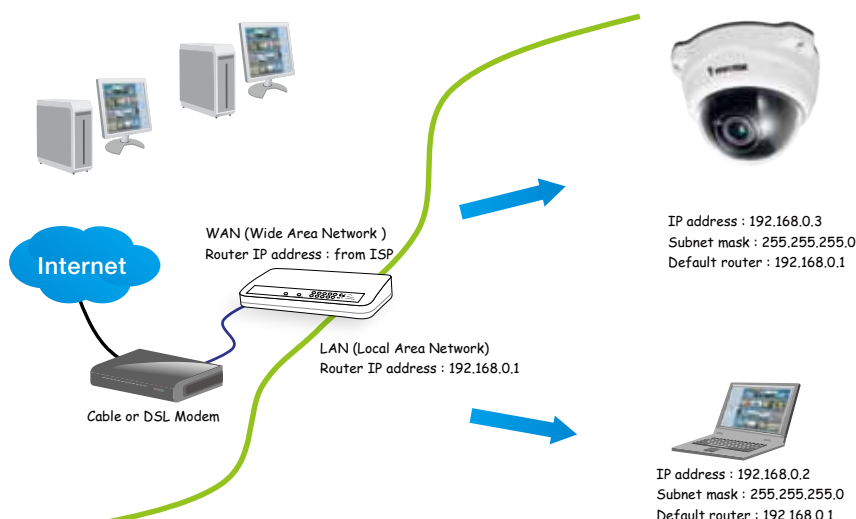 WAN (Wide Area Network )
Router IP address : from ISP
Internet
LAN (Local Area Network)
Router IP address : 192.168.0.1
Cable or DSL Modem
IP address : 192.168.0.3
Subnet mask : 255.255.255.0
Default router : 192.168.0.1
IP address : 192.168.0.2
Subnet mask : 255.255.255.0
Default router : 192.168.0.1